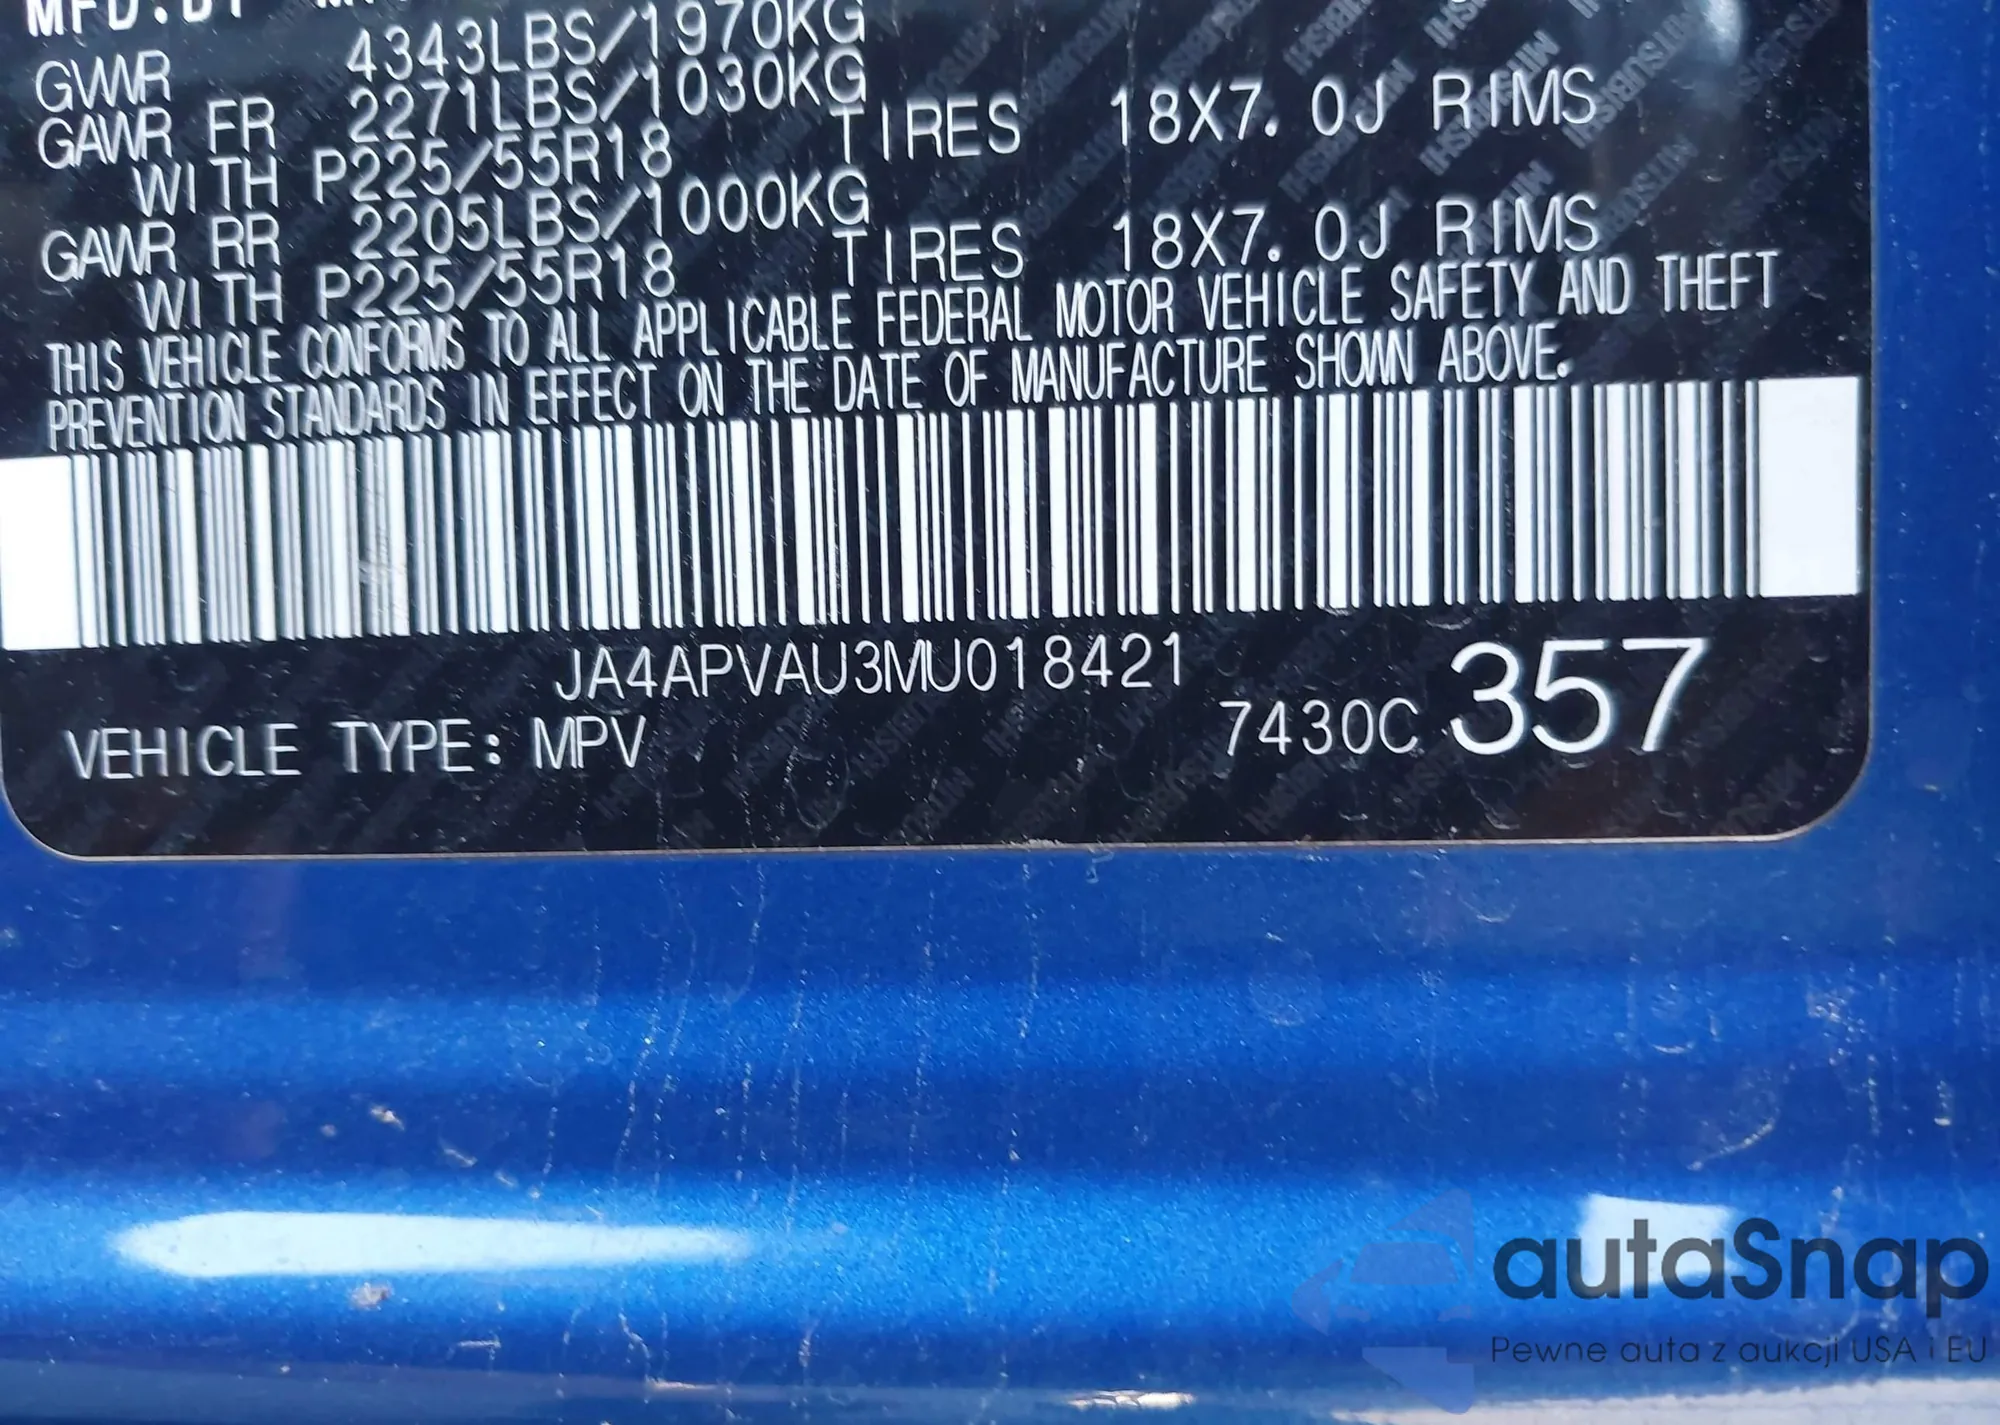 MFD.BY
GVWR 4343LBS/1970KG
GAWR FR 2271LBS/1030KG
WITH P225/55R18 TIRES 18X7.0J RIMS
GAWR RR 2205LBS/1000KG
WITH P225/55R18 TIRES 18X7.0J RIMS
THIS VEHICLE CONFORMS TO ALL APPLICABLE FEDERAL MOTOR VEHICLE SAFETY AND THEFT
PREVENTION STANDARDS IN EFFECT ON THE DATE OF MANUFACTURE SHOWN ABOVE.
JA4APVAU3MU018421
VEHICLE TYPE: MPV 7430C 357
autaSnap
Pewne auta z aukcji USA i EU